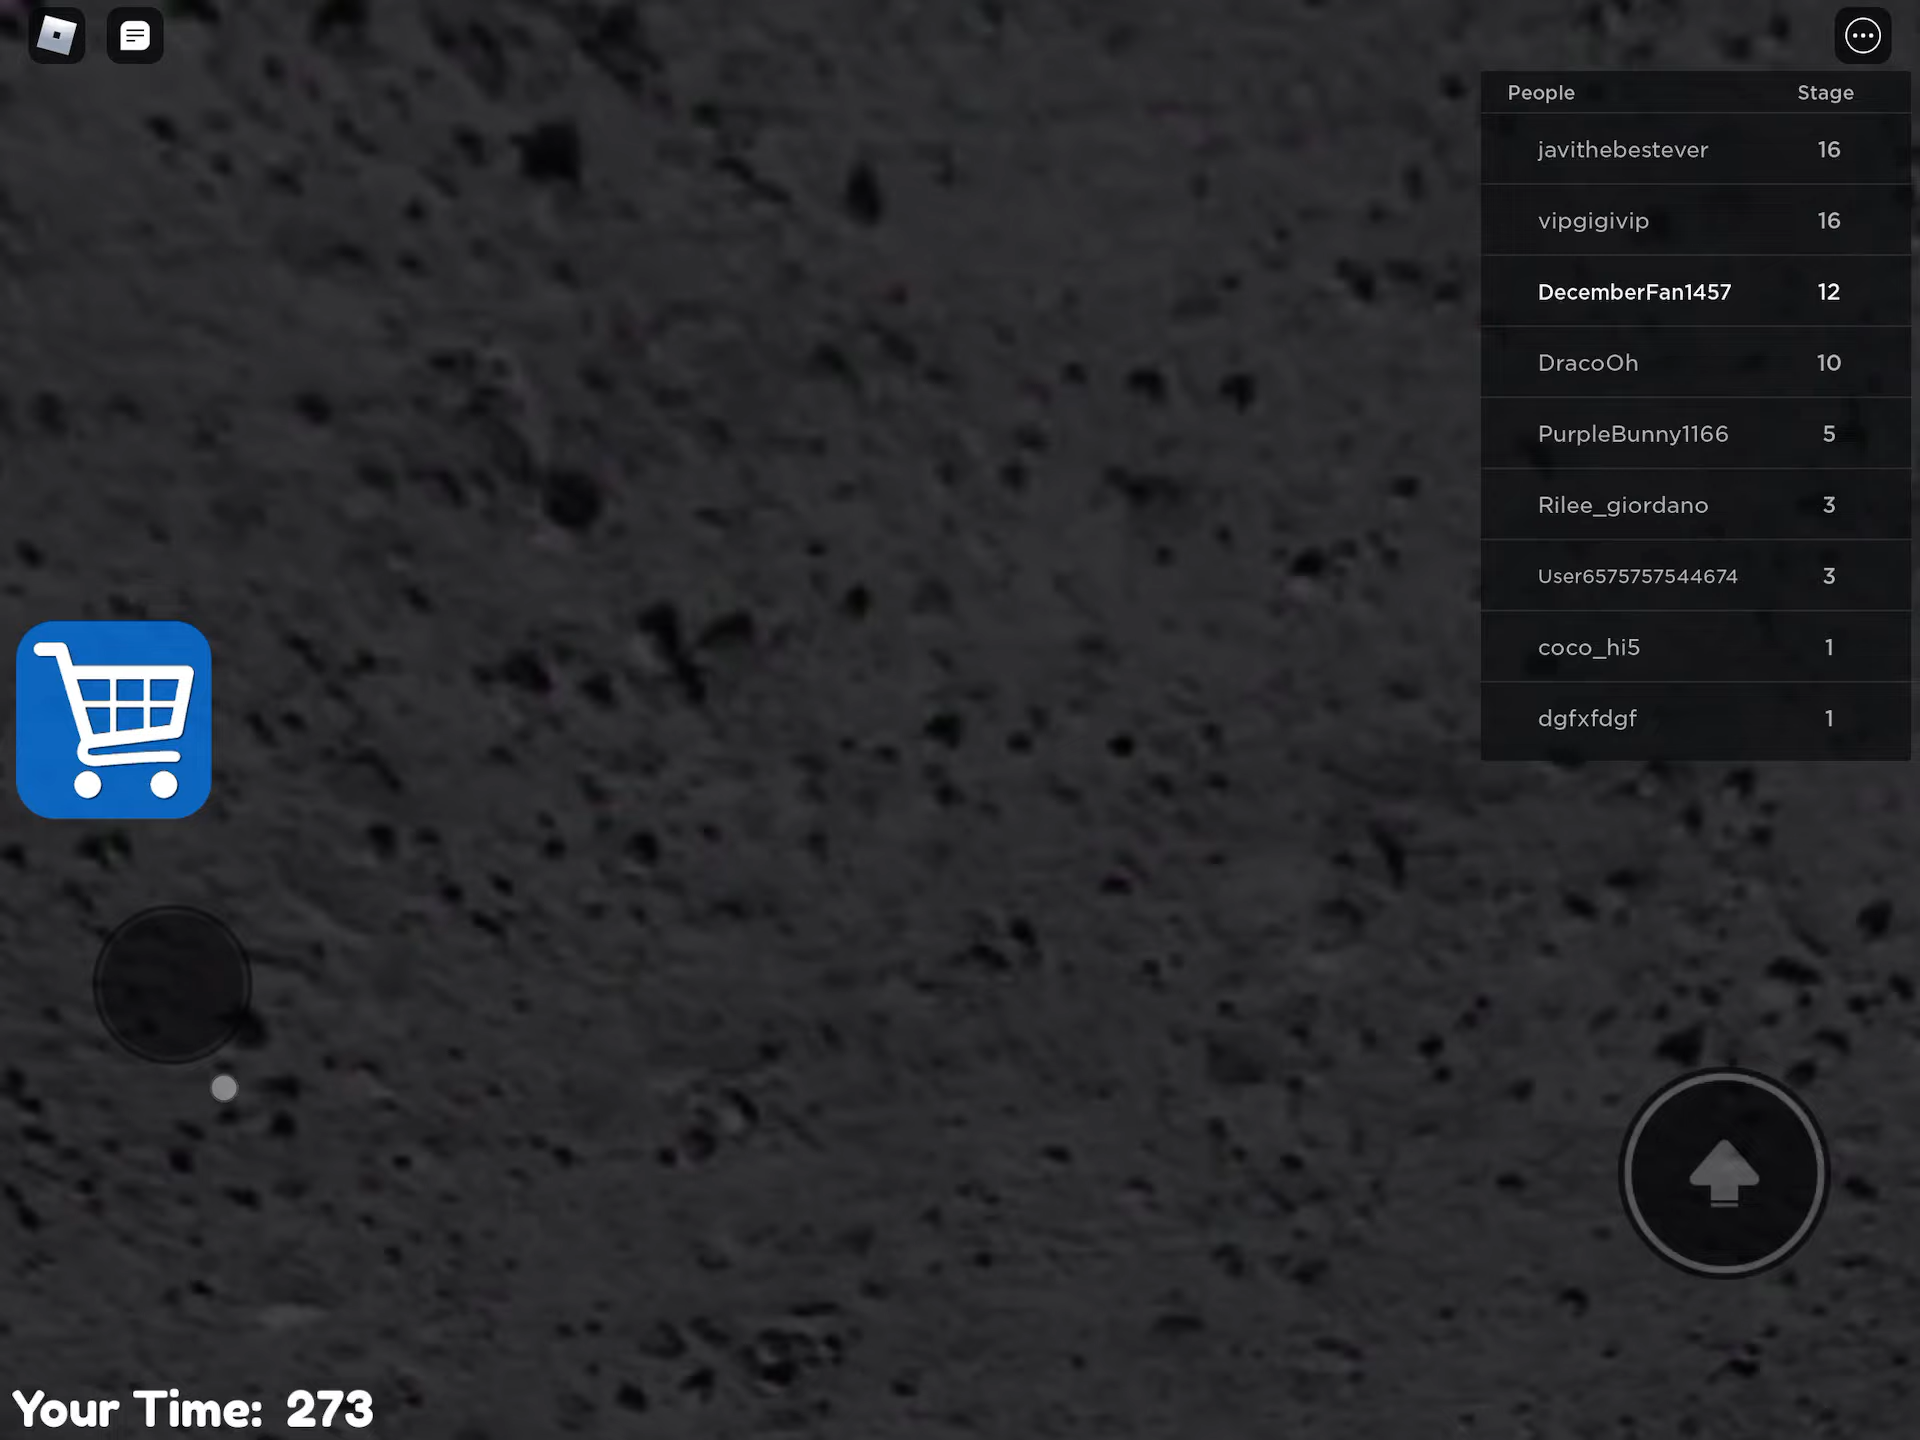 People Stage
javithebestever 16
vipgigivip 16
DecemberFan1457 12
DracoOh 10
PurpleBunny1166 5
Rilee_giordano 3
User6575757544674 3
coco_hi5 1
dgfxfdgf 1
Your Time: 273